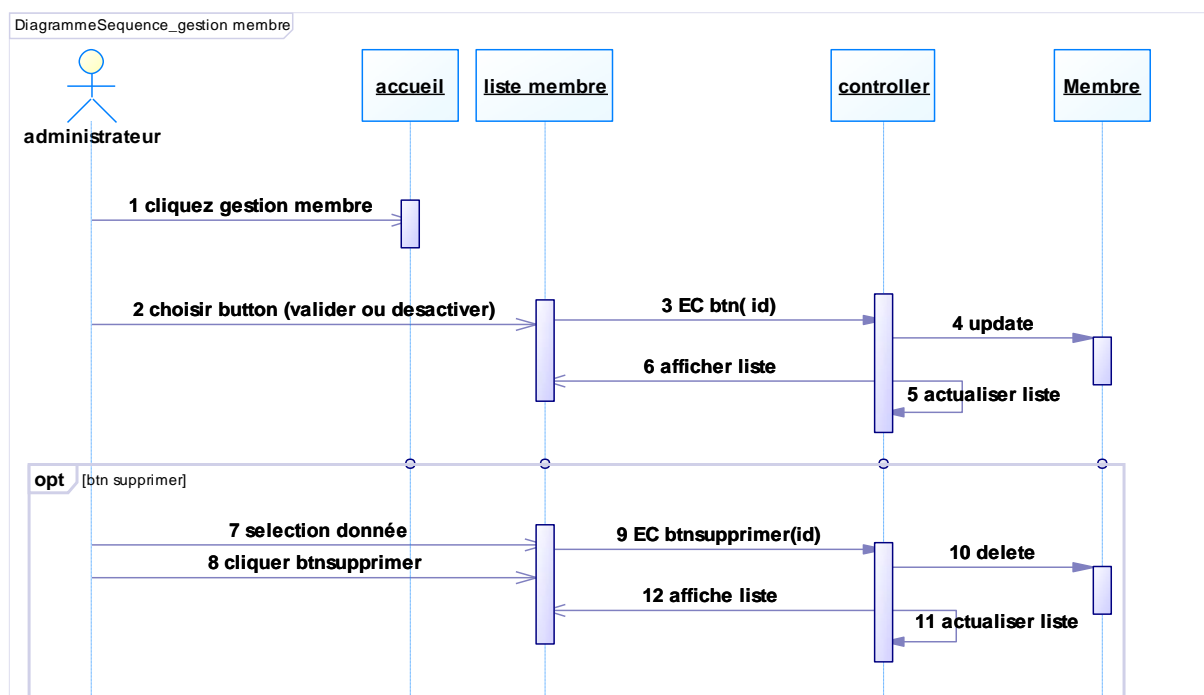 DiagrammeSequence_gestion membre
administrateur
accueil
liste membre
controller
Membre
1 cliquez gestion membre
2 choisir button (valider ou desactiver)
3 EC btn( id)
4 update
6 afficher liste
5 actualiser liste
opt [btn supprimer]
7 selection donnée
9 EC btnsupprimer(id)
8 cliquer btnsupprimer
10 delete
12 affiche liste
11 actualiser liste